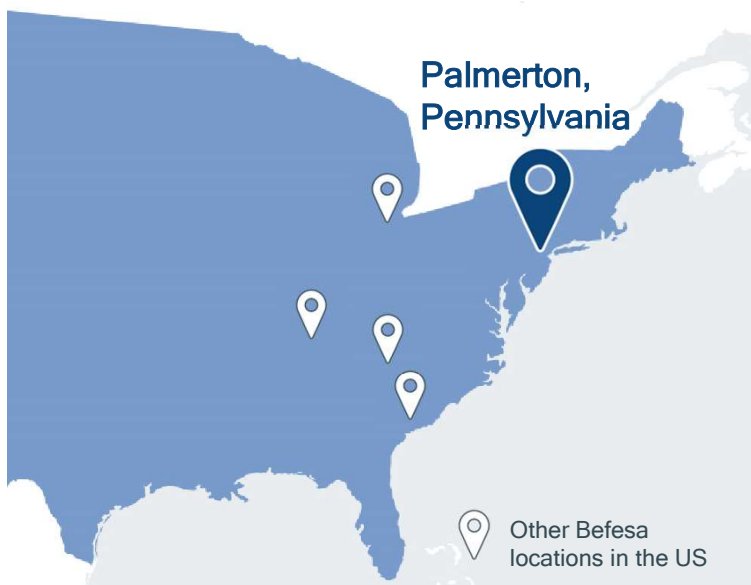 Palmerton,
Pennsylvania
Other Befesa
locations in the US